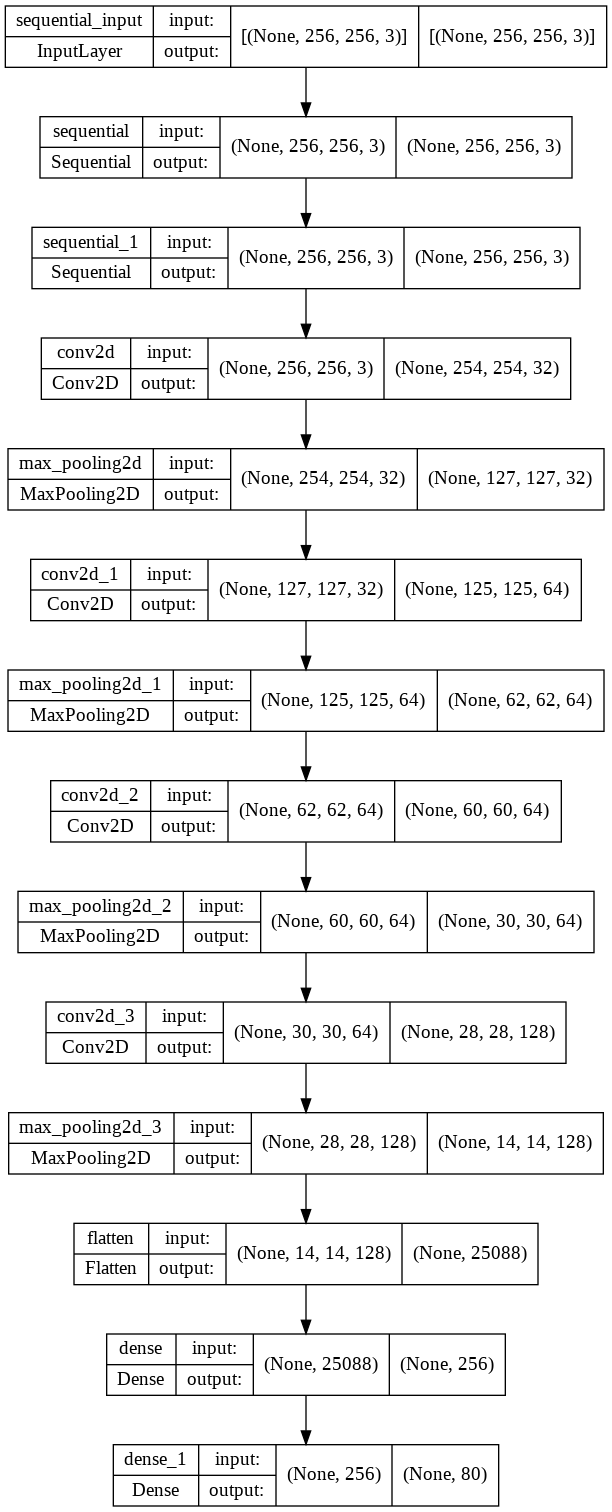 sequential_input input: [(None, 256, 256, 3)] [(None, 256, 256, 3)]
InputLayer output:
sequential input: (None, 256, 256, 3) (None, 256, 256, 3)
Sequential output:
sequential_1 input: (None, 256, 256, 3) (None, 256, 256, 3)
Sequential output:
conv2d input: (None, 256, 256, 3) (None, 254, 254, 32)
Conv2D output:
max_pooling2d input: (None, 254, 254, 32) (None, 127, 127, 32)
MaxPooling2D output:
conv2d_1 input: (None, 127, 127, 32) (None, 125, 125, 64)
Conv2D output:
max_pooling2d_1 input: (None, 125, 125, 64) (None, 62, 62, 64)
MaxPooling2D output:
conv2d_2 input: (None, 62, 62, 64) (None, 60, 60, 64)
Conv2D output:
max_pooling2d_2 input: (None, 60, 60, 64) (None, 30, 30, 64)
MaxPooling2D output:
conv2d_3 input: (None, 30, 30, 64) (None, 28, 28, 128)
Conv2D output:
max_pooling2d_3 input: (None, 28, 28, 128) (None, 14, 14, 128)
MaxPooling2D output:
flatten input: (None, 14, 14, 128) (None, 25088)
Flatten output:
dense input: (None, 25088) (None, 256)
Dense output:
dense_1 input: (None, 256) (None, 80)
Dense output: